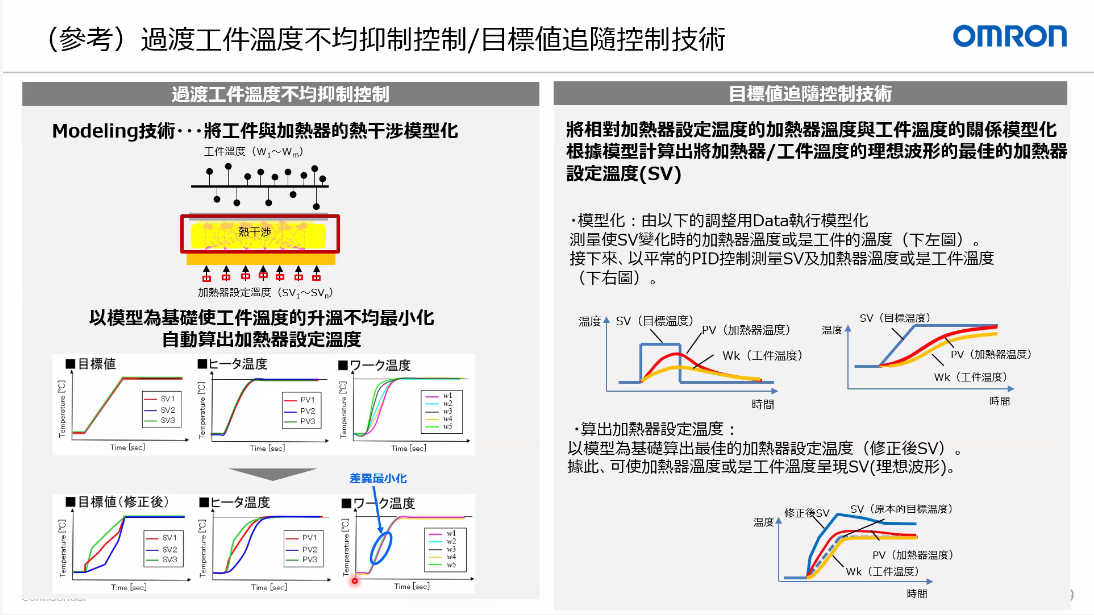 （參考）過渡工件溫度不均抑制控制/目標値追隨控制技術
OMRON
過渡工件溫度不均抑制控制
Modeling技術･･･將工件與加熱器的熱干涉模型化
工件溫度（W1～Wm）
熱干涉
加熱器設定溫度（SV1～SVn）
以模型為基礎使工件溫度的升溫不均最小化
自動算出加熱器設定溫度
■目標値
Temperature [℃]
SV1
SV2
SV3
Time [sec]
■ヒータ温度
Temperature [℃]
PV1
PV2
PV3
Time [sec]
■ワーク温度
Temperature [℃]
w1
w2
w3
w4
w5
Time [sec]
差異最小化
■目標値(修正後)
Temperature [℃]
SV1
SV2
SV3
Time [sec]
■ヒータ温度
Temperature [℃]
PV1
PV2
PV3
Time [sec]
■ワーク温度
Temperature [℃]
w1
w2
w3
w4
w5
Time [sec]
目標値追隨控制技術
將相對加熱器設定溫度的加熱器溫度與工件溫度的關係模型化
根據模型計算出將加熱器/工件溫度的理想波形的最佳的加熱器
設定溫度(SV)
･模型化：由以下的調整用Data執行模型化
測量使SV變化時的加熱器溫度或是工件的溫度（下左圖）。
接下來、以平常的PID控制測量SV及加熱器溫度或是工件溫度
（下右圖）。
溫度
SV（目標溫度）
PV（加熱器溫度）
Wk（工件溫度）
時間
溫度
SV（目標溫度）
PV（加熱器溫度）
Wk（工件溫度）
時間
･算出加熱器設定溫度：
以模型為基礎算出最佳的加熱器設定溫度（修正後SV）。
據此、可使加熱器溫度或是工件溫度呈現SV(理想波形)。
溫度
修正後SV
SV（原本的目標溫度）
PV（加熱器溫度）
Wk（工件溫度）
時間
Confidential
9